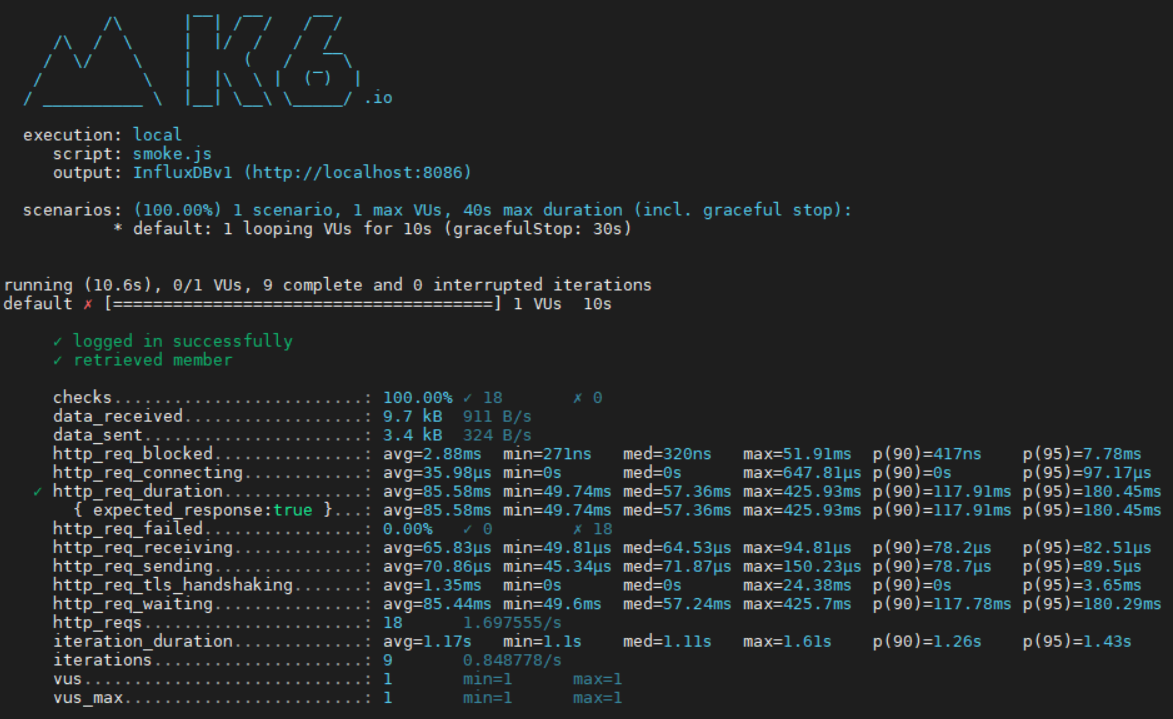 /\      |‾‾| /‾‾/   /‾‾/
     /\  /  \     |  |/  /   /  /
    /  \/    \    |     (   /   ‾‾\
   /          \   |  |\  \ |  (‾)  |
  / __________ \  |__| \__\ \_____/ .io
execution: local
script: smoke.js
output: InfluxDBv1 (http://localhost:8086)
scenarios: (100.00%) 1 scenario, 1 max VUs, 40s max duration (incl. graceful stop):
* default: 1 looping VUs for 10s (gracefulStop: 30s)
running (10.6s), 0/1 VUs, 9 complete and 0 interrupted iterations
default ✗ [======================================] 1 VUs  10s
✓ logged in successfully
✓ retrieved member
checks.........................: 100.00% ✓ 18       ✗ 0
data_received..................: 9.7 kB  911 B/s
data_sent......................: 3.4 kB  324 B/s
http_req_blocked...............: avg=2.88ms  min=271ns   med=320ns   max=51.91ms  p(90)=417ns    p(95)=7.78ms
http_req_connecting............: avg=35.98µs min=0s      med=0s      max=647.81µs p(90)=0s       p(95)=97.17µs
✓ http_req_duration..............: avg=85.58ms min=49.74ms med=57.36ms max=425.93ms p(90)=117.91ms p(95)=180.45ms
{ expected_response:true }...: avg=85.58ms min=49.74ms med=57.36ms max=425.93ms p(90)=117.91ms p(95)=180.45ms
http_req_failed................: 0.00%   ✓ 0        ✗ 18
http_req_receiving.............: avg=65.83µs min=49.81µs med=64.53µs max=94.81µs  p(90)=78.2µs   p(95)=82.51µs
http_req_sending...............: avg=70.86µs min=45.34µs med=71.87µs max=150.23µs p(90)=78.7µs   p(95)=89.5µs
http_req_tls_handshaking.......: avg=1.35ms  min=0s      med=0s      max=24.38ms  p(90)=0s       p(95)=3.65ms
http_req_waiting...............: avg=85.44ms min=49.6ms  med=57.24ms max=425.7ms  p(90)=117.78ms p(95)=180.29ms
http_reqs......................: 18      1.697555/s
iteration_duration.............: avg=1.17s   min=1.1s    med=1.11s   max=1.61s    p(90)=1.26s    p(95)=1.43s
iterations.....................: 9       0.848778/s
vus............................: 1       min=1      max=1
vus_max........................: 1       min=1      max=1